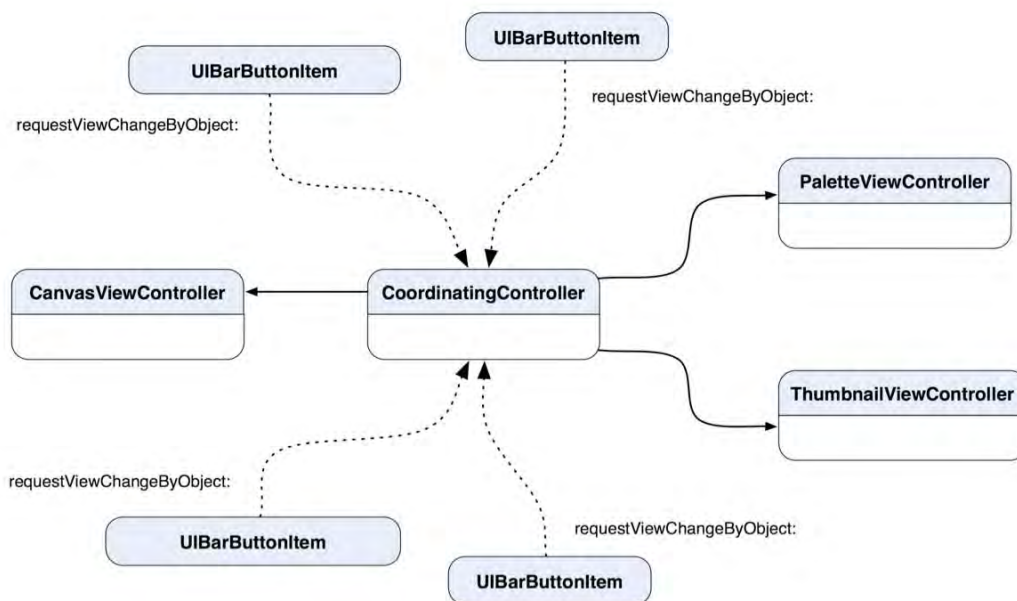 UIBarButtonItem
UIBarButtonItem
requestViewChangeByObject:
requestViewChangeByObject:
PaletteViewController
CanvasViewController
CoordinatingController
ThumbnailViewController
requestViewChangeByObject:
requestViewChangeByObject:
UIBarButtonItem
UIBarButtonItem